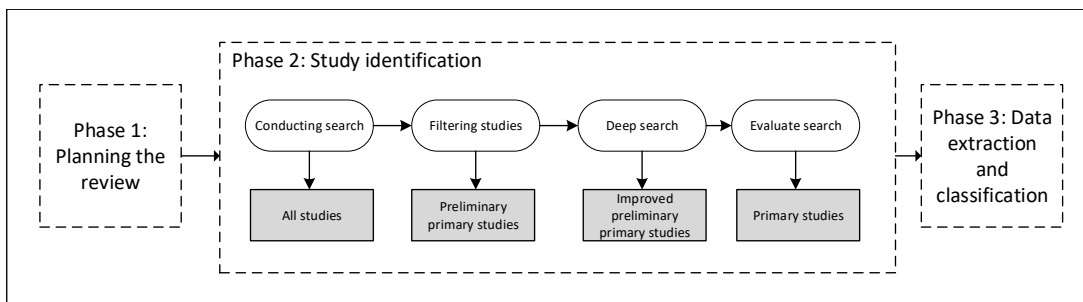 Phase 1:
Planning the
review
Phase 2: Study identification
Conducting search
Filtering studies
Deep search
Evaluate search
All studies
Preliminary
primary studies
Improved
preliminary
primary studies
Primary studies
Phase 3: Data
extraction
and
classification